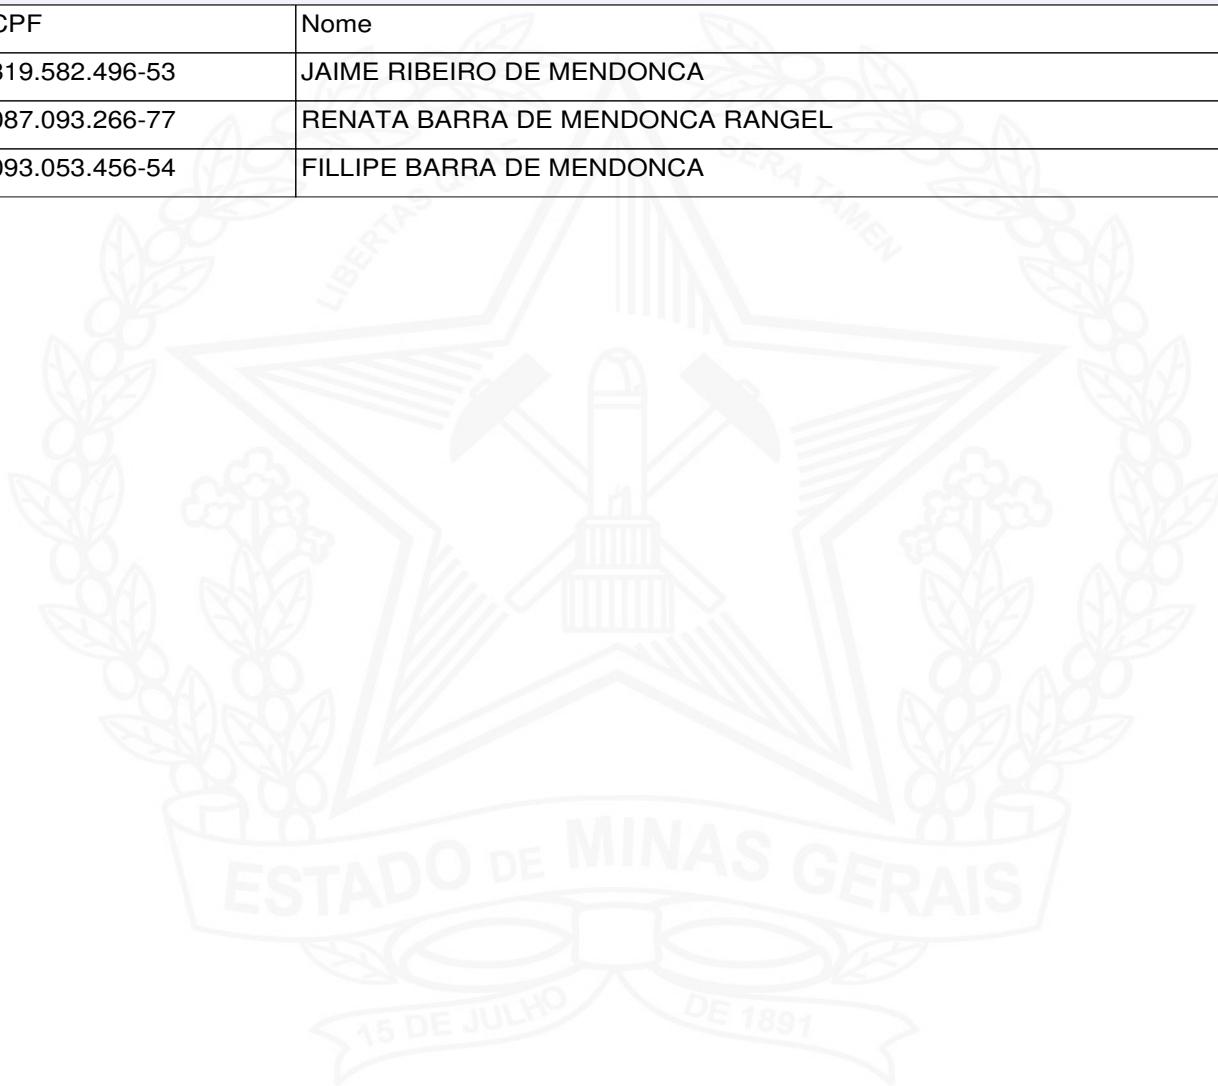 CPF Nome
319.582.496-53 JAIME RIBEIRO DE MENDONCA
087.093.266-77 RENATA BARRA DE MENDONCA RANGEL
093.053.456-54 FILLIPE BARRA DE MENDONCA
LIBERTAS QUÆ SERA TAMEN
ESTADO DE MINAS GERAIS
15 DE JULHO DE 1891